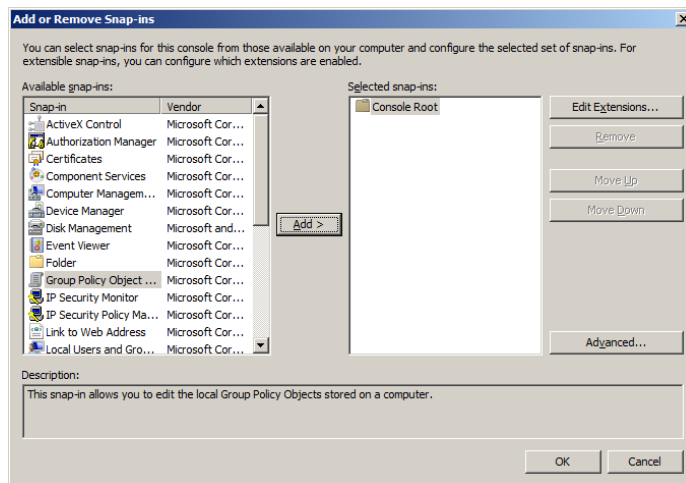 Add or Remove Snap-ins
You can select snap-ins for this console from those available on your computer and configure the selected set of snap-ins. For
extensible snap-ins, you can configure which extensions are enabled.
Available snap-ins:
Selected snap-ins:
Snap-in Vendor
ActiveX Control Microsoft Cor...
Authorization Manager Microsoft Cor...
Certificates Microsoft Cor...
Component Services Microsoft Cor...
Computer Managem... Microsoft Cor...
Device Manager Microsoft Cor...
Disk Management Microsoft and...
Event Viewer Microsoft Cor...
Folder Microsoft Cor...
Group Policy Object ... Microsoft Cor...
IP Security Monitor Microsoft Cor...
IP Security Policy Ma... Microsoft Cor...
Link to Web Address Microsoft Cor...
Local Users and Gro... Microsoft Cor...
Add >
Console Root
Edit Extensions...
Remove
Move Up
Move Down
Advanced...
Description:
This snap-in allows you to edit the local Group Policy Objects stored on a computer.
OK
Cancel